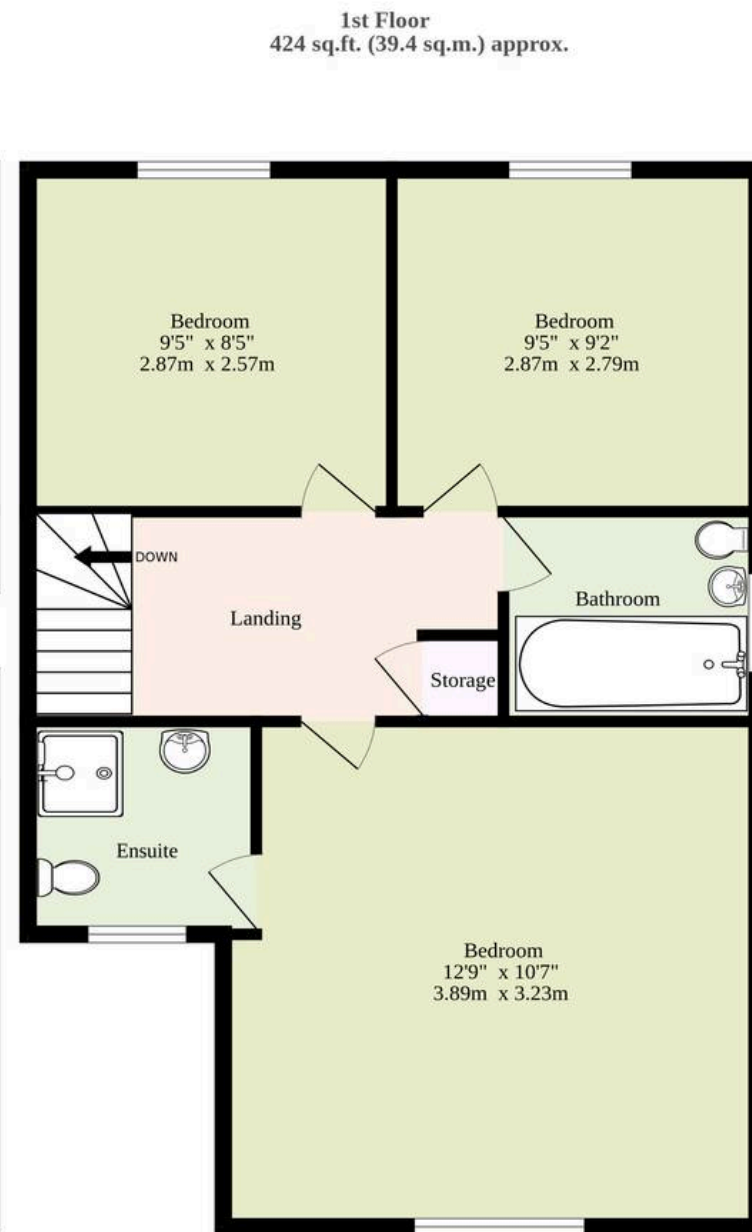 1st Floor
424 sq.ft. (39.4 sq.m.) approx.
Bedroom
9'5" x 8'5"
2.87m x 2.57m
Bedroom
9'5" x 9'2"
2.87m x 2.79m
DOWN
Landing
Bathroom
Storage
Ensuite
Bedroom
12'9" x 10'7"
3.89m x 3.23m